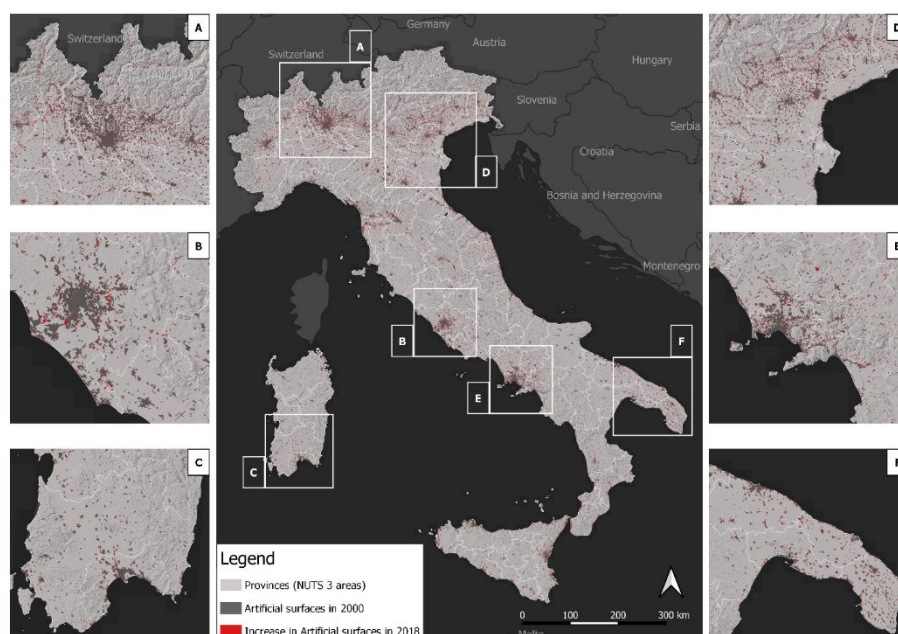 A
Switzerland
B
C
Germany
Switzerland
A
Austria
Hungary
Slovenia
Serbia
Croatia
D
Bosnia and Herzegovina
Montenegro
B
F
E
C
Legend
Provinces (NUTS 3 areas)
Artificial surfaces in 2000
Increase in Artificial surfaces in 2018
0 100 200 300 km
Malta
D
E
F